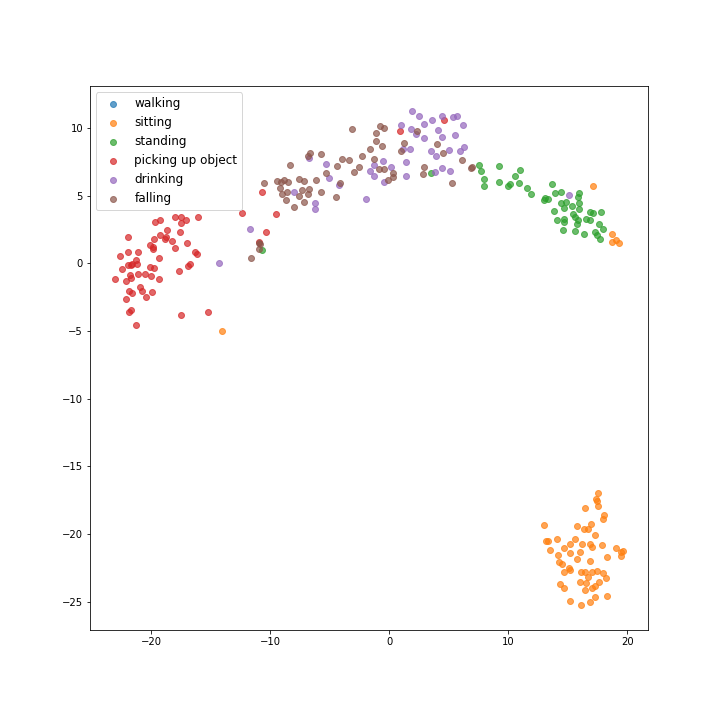 walking
sitting
standing
picking up object
drinking
falling
10
5
0
−5
−10
−15
−20
−25
−20 −10 0 10 20